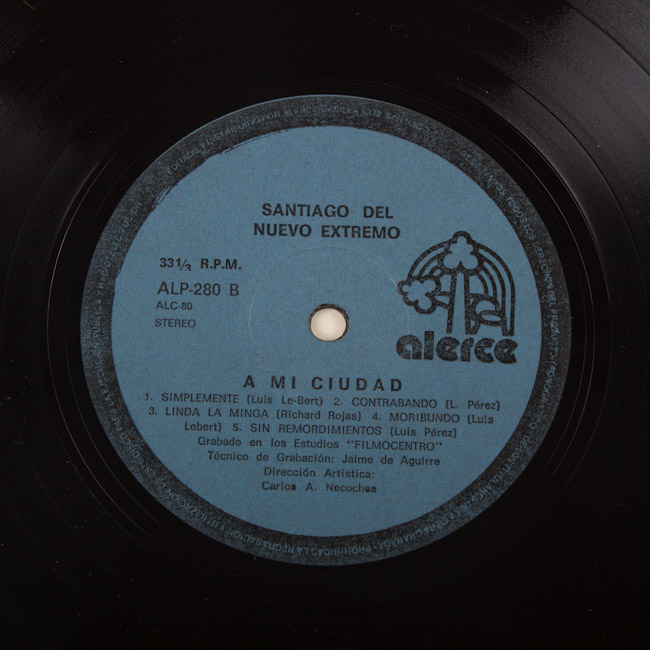 SANTIAGO DEL
NUEVO EXTREMO
33 1/3 R.P.M.
ALP-280 B
ALC-80
STEREO
alerce
A MI CIUDAD
1. SIMPLEMENTE (Luis Le-Bert) 2. CONTRABANDO (L. Pérez)
3. LINDA LA MINGA (Richard Rojas) 4. MORIBUNDO (Luis
Lebert) 5. SIN REMORDIMIENTOS (Luis Pérez)
Grabado en los Estudios "FILMOCENTRO"
Técnico de Grabación: Jaime de Aguirre
Dirección Artística:
Carlos A. Necochea